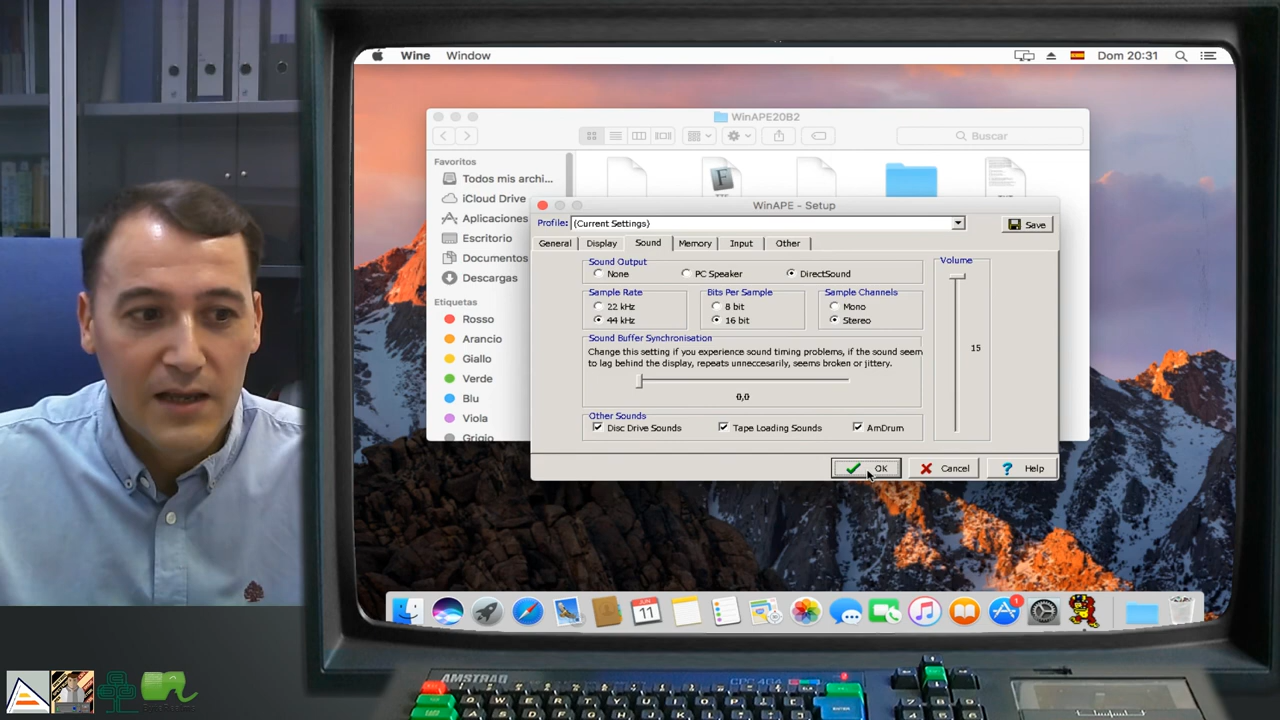 Wine Window Dom 20:31
WinAPE20B2
Buscar
Favoritos
Todos mis archi...
iCloud Drive
Aplicaciones
Escritorio
Documentos
Descargas
Etiquetas
Rosso
Arancio
Giallo
Verde
Blu
Viola
Grigio
WinAPE - Setup
Profile: (Current Settings) Save
General Display Sound Memory Input Other
Sound Output
None PC Speaker DirectSound
Sample Rate
22 kHz
44 kHz
Bits Per Sample
8 bit
16 bit
Sample Channels
Mono
Stereo
Sound Buffer Synchronisation
Change this setting if you experience sound timing problems, if the sound seem
to lag behind the display, repeats unneccesarily, seems broken or jittery.
0,0
Other Sounds
Disc Drive Sounds Tape Loading Sounds AmDrum
Volume
15
OK Cancel Help
JUN
11
1
AMSTRAD